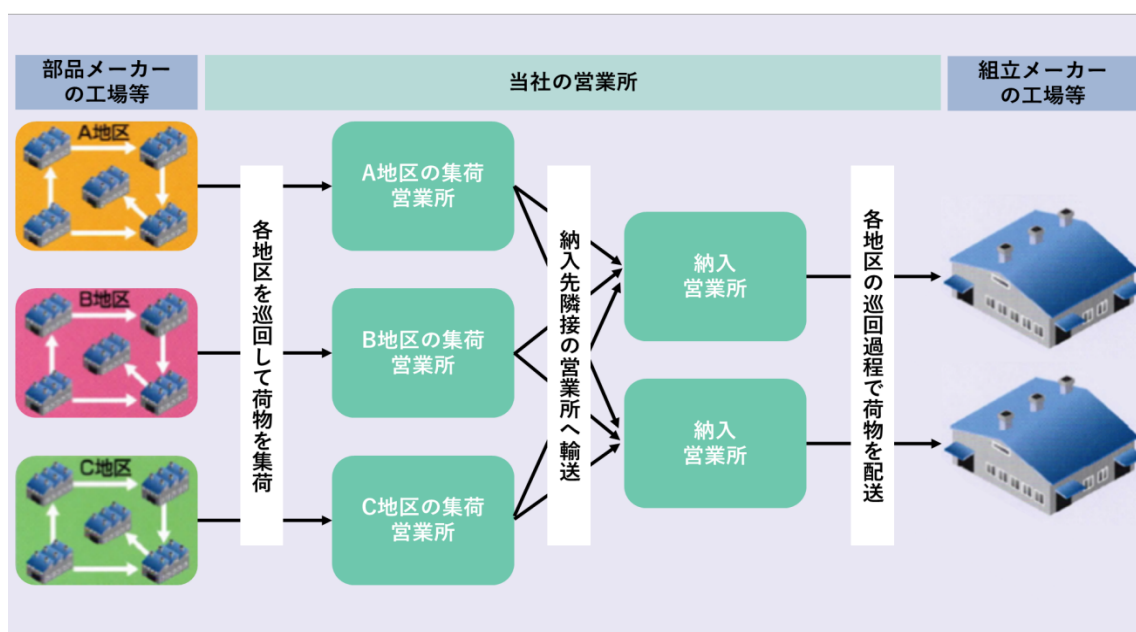 部品メーカー
の工場等
当社の営業所
組立メーカー
の工場等
A地区
B地区
C地区
各地区を巡回して荷物を集荷
A地区の集荷
営業所
B地区の集荷
営業所
C地区の集荷
営業所
納入先隣接の営業所へ輸送
納入
営業所
納入
営業所
各地区の巡回過程で荷物を配送